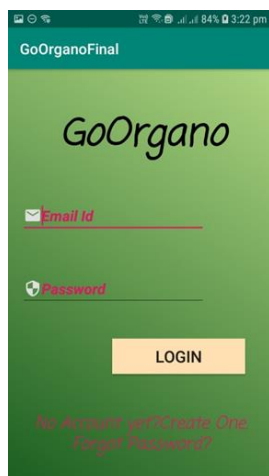 84% 3:22 pm
GoOrganoFinal
GoOrgano
Email Id
Password
LOGIN
No Account yet?Create One
Forgot Password?